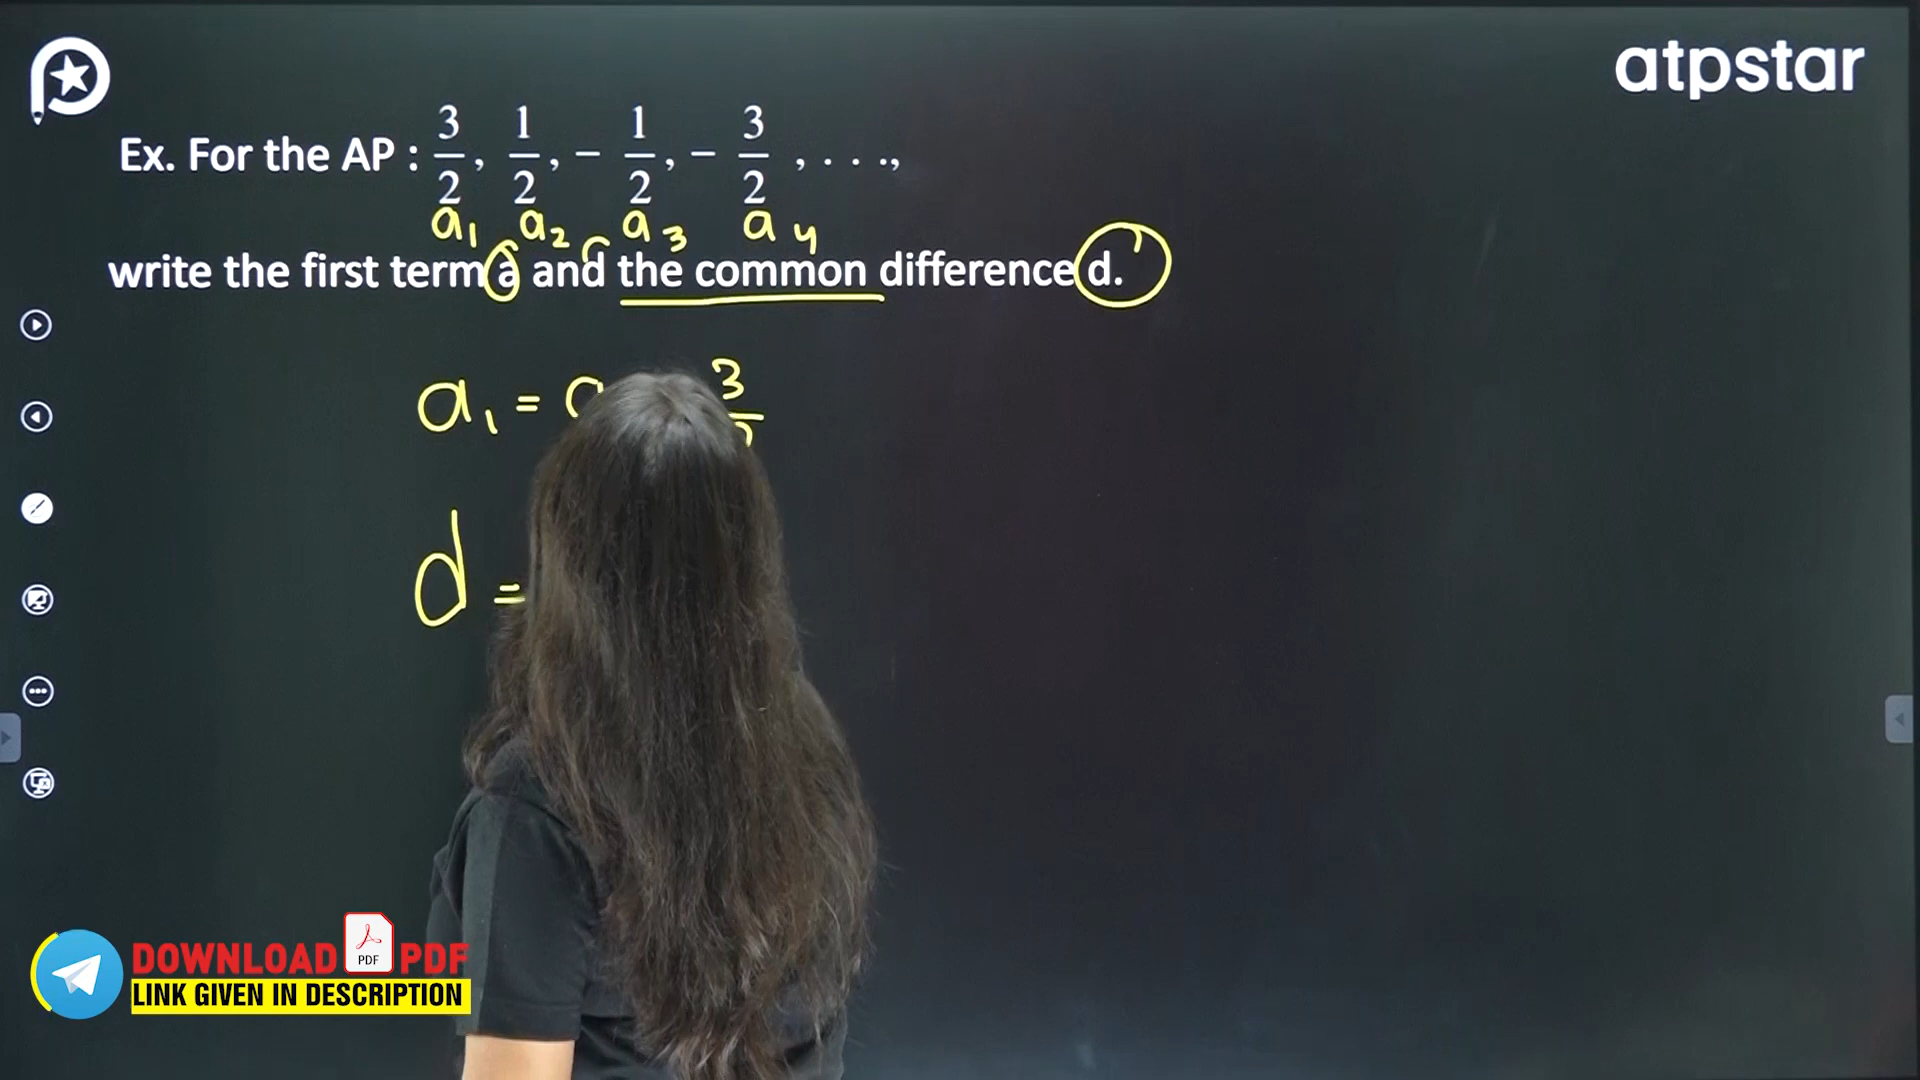 atpstar
Ex. For the AP : 3/2, 1/2, - 1/2, - 3/2, . . .,
a1 a2 a3 a4
write the first term a and the common difference d.
a1 = 3
d =
DOWNLOAD PDF
PDF
LINK GIVEN IN DESCRIPTION